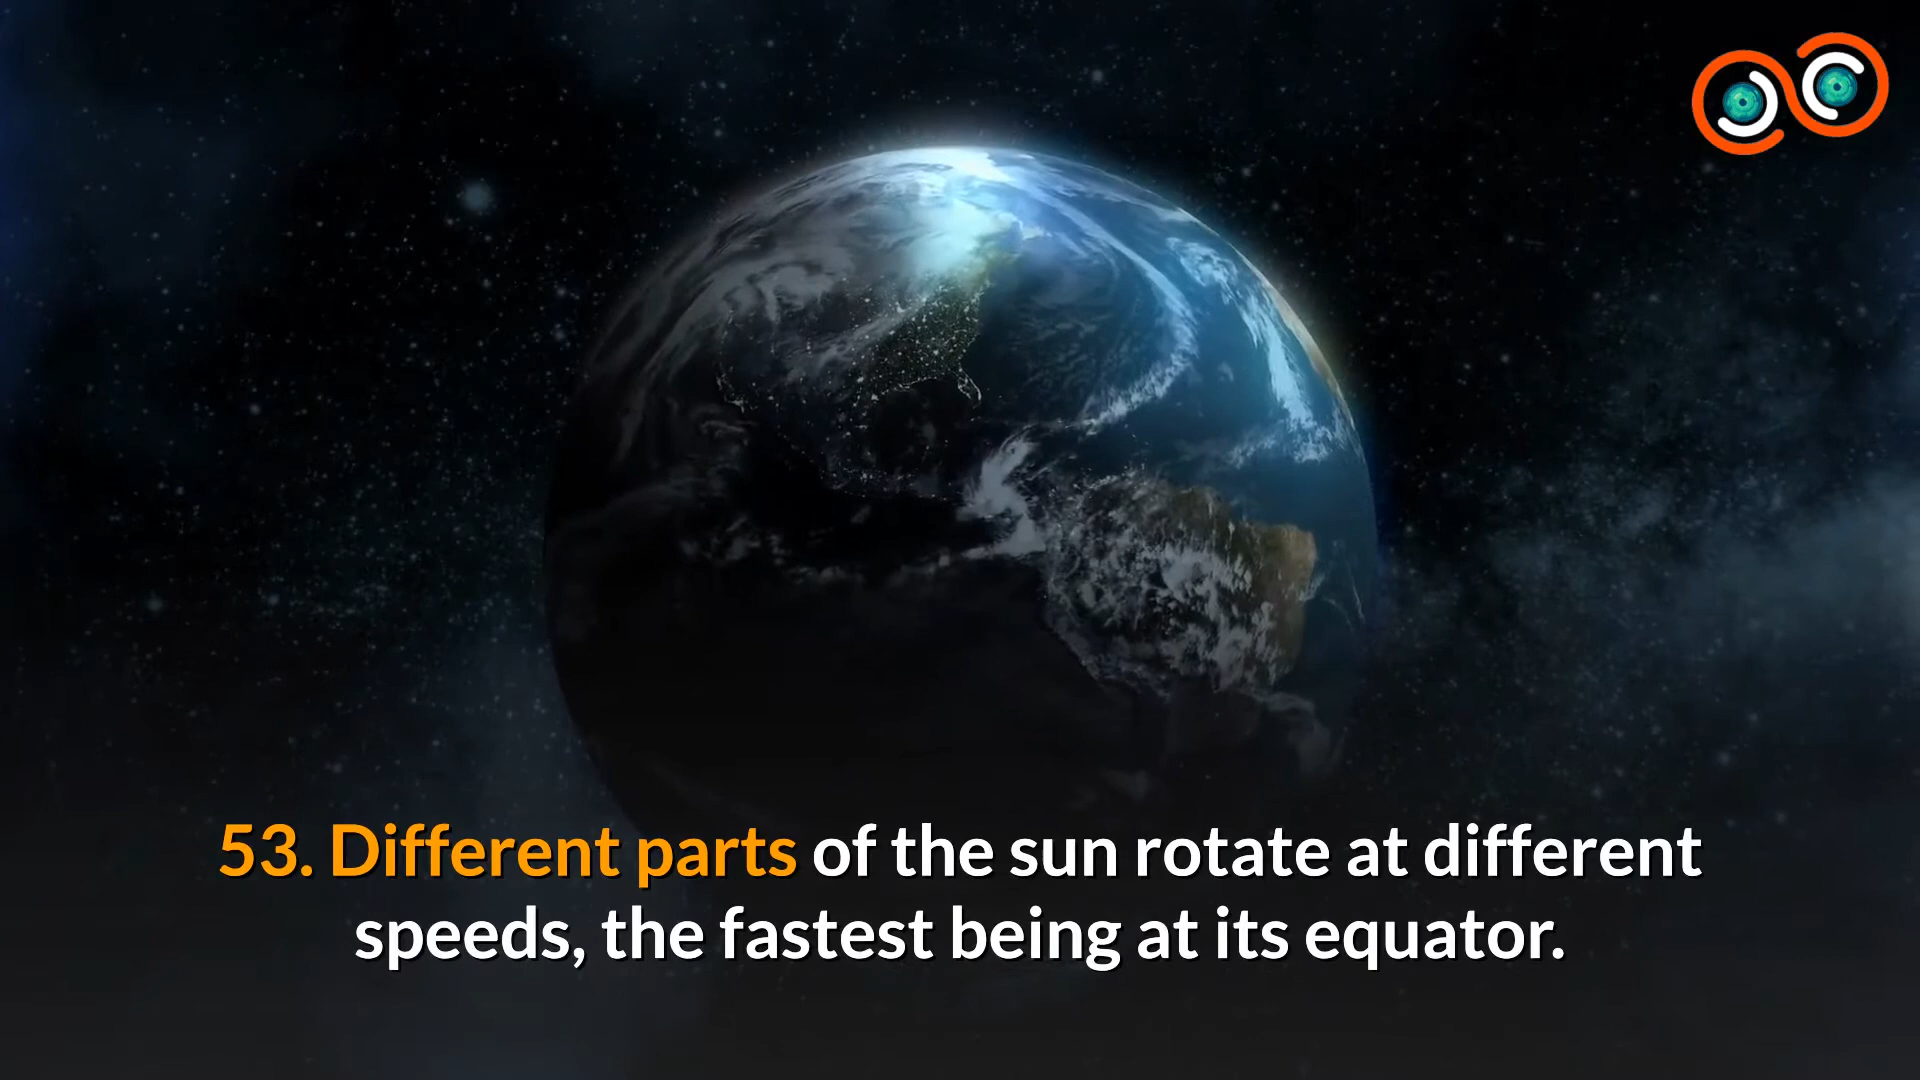 53. Different parts of the sun rotate at different
speeds, the fastest being at its equator.